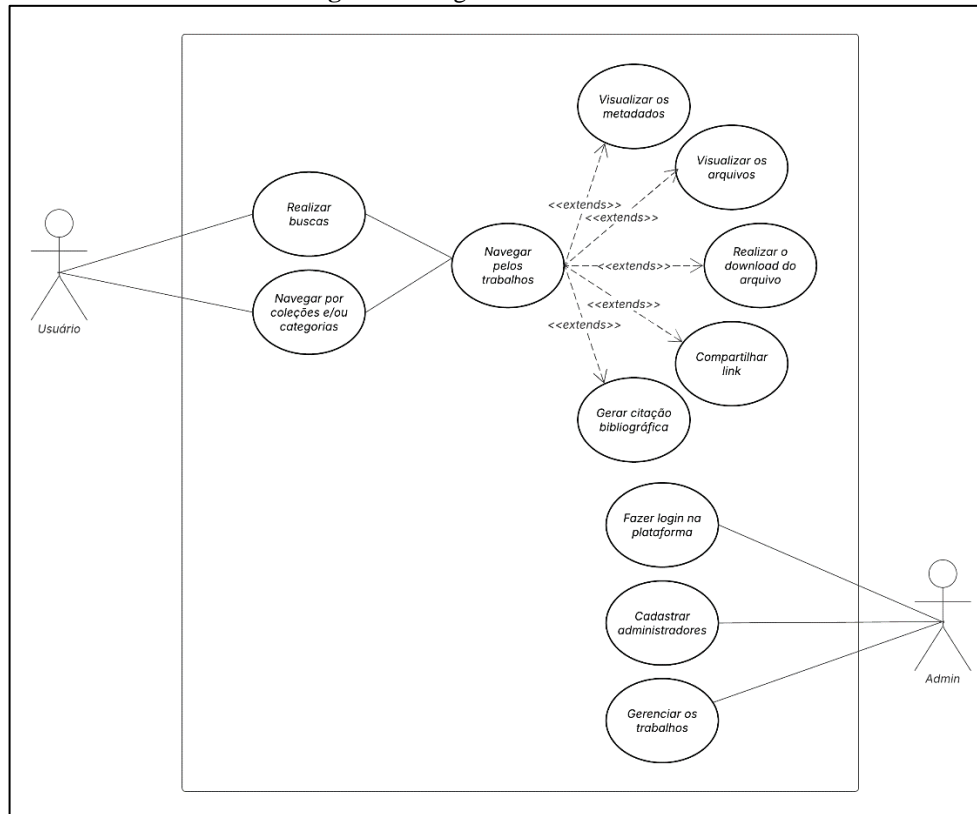 Visualizar os
metadados
Visualizar os
arquivos
<<extends>>
<<extends>>
Realizar
buscas
Navegar
pelos
trabalhos
<<extends>>
Realizar o
download do
arquivo
Navegar por
coleções e/ou
categorias
<<extends>>
<<extends>>
Usuário
Compartilhar
link
Gerar citação
bibliográfica
Fazer login na
plataforma
Cadastrar
administradores
Admin
Gerenciar os
trabalhos